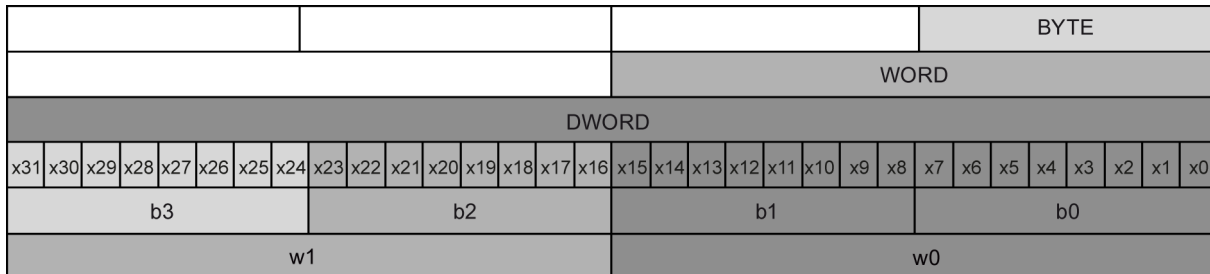 BYTE
WORD
DWORD
x31 x30 x29 x28 x27 x26 x25 x24 x23 x22 x21 x20 x19 x18 x17 x16 x15 x14 x13 x12 x11 x10 x9 x8 x7 x6 x5 x4 x3 x2 x1 x0
b3 b2 b1 b0
w1 w0